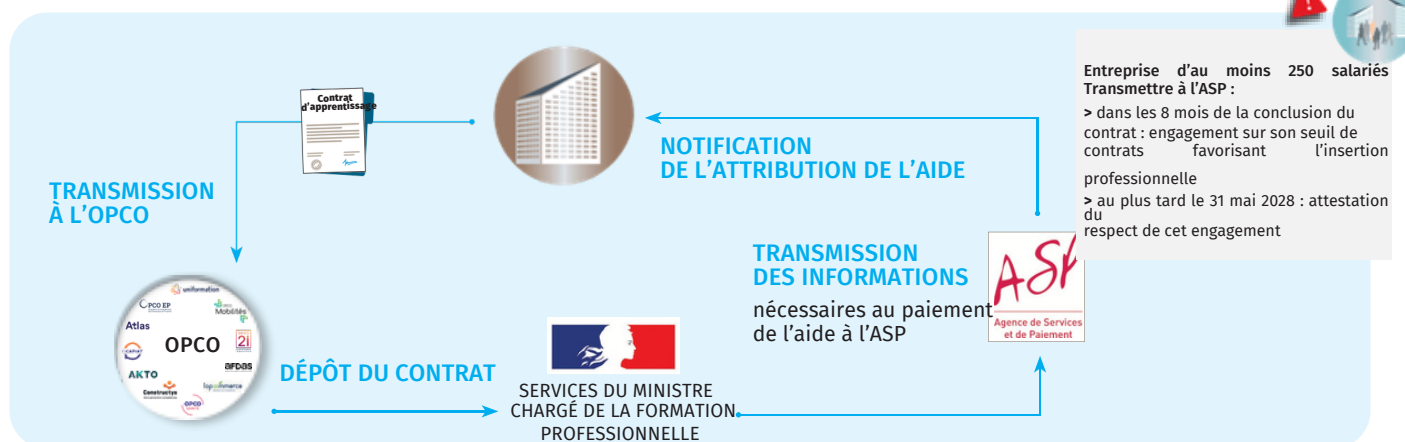 Contrat
d'apprentissage
Entreprise d'au moins 250 salariés
Transmettre à l'ASP :
> dans les 8 mois de la conclusion du
contrat : engagement sur son seuil de
contrats favorisant l'insertion
professionnelle
> au plus tard le 31 mai 2028 : attestation
du
respect de cet engagement
NOTIFICATION
DE L'ATTRIBUTION DE L'AIDE
TRANSMISSION
À L'OPCO
TRANSMISSION
DES INFORMATIONS
nécessaires au paiement
de l'aide à l'ASP
ASP
Agence de Services
et de Paiement
uniformation
OPCO EP
Mobilités
Atlas
OPCO
2i
OCAPIAT
afdas
AKTO
Constructys
l'opcommerce
opco
DÉPÔT DU CONTRAT
SERVICES DU MINISTRE
CHARGÉ DE LA FORMATION
PROFESSIONNELLE